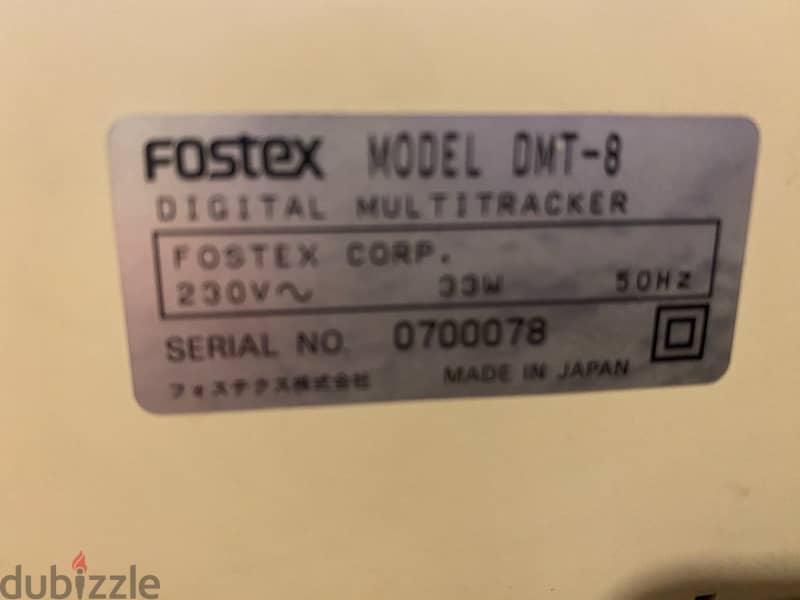 Fostex MODEL DMT-8
DIGITAL MULTITRACKER
FOSTEX CORP.
230V～ 33W 50Hz
SERIAL NO. 0700078
フォステクス株式会社 MADE IN JAPAN
dubizzle